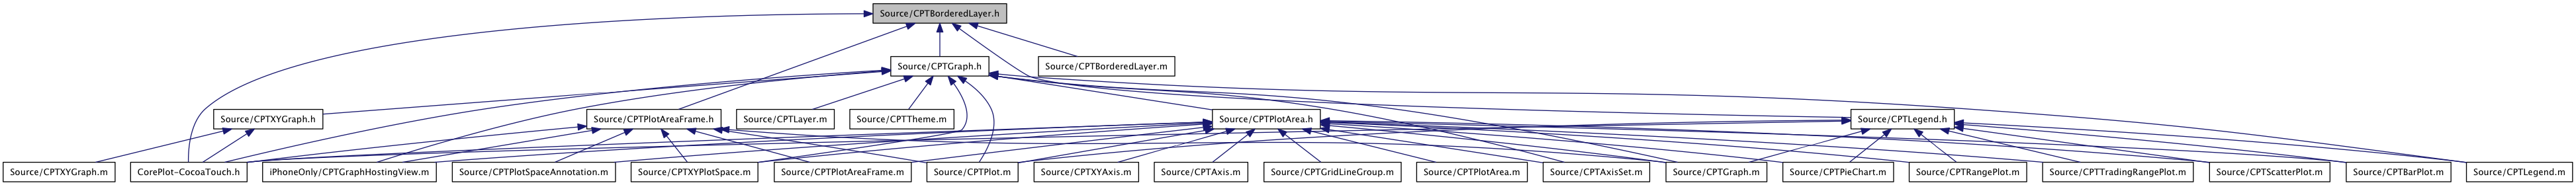 Source/CPTBorderedLayer.h
Source/CPTGraph.h
Source/CPTBorderedLayer.m
Source/CPTXYGraph.h
Source/CPTPlotAreaFrame.h
Source/CPTLayer.m
Source/CPTTheme.m
Source/CPTPlotArea.h
Source/CPTLegend.h
Source/CPTXYGraph.m
CorePlot-CocoaTouch.h
iPhoneOnly/CPTGraphHostingView.m
Source/CPTPlotSpaceAnnotation.m
Source/CPTXYPlotSpace.m
Source/CPTPlotAreaFrame.m
Source/CPTPlot.m
Source/CPTXYAxis.m
Source/CPTAxis.m
Source/CPTGridLineGroup.m
Source/CPTPlotArea.m
Source/CPTAxisSet.m
Source/CPTGraph.m
Source/CPTPieChart.m
Source/CPTRangePlot.m
Source/CPTTradingRangePlot.m
Source/CPTScatterPlot.m
Source/CPTBarPlot.m
Source/CPTLegend.m